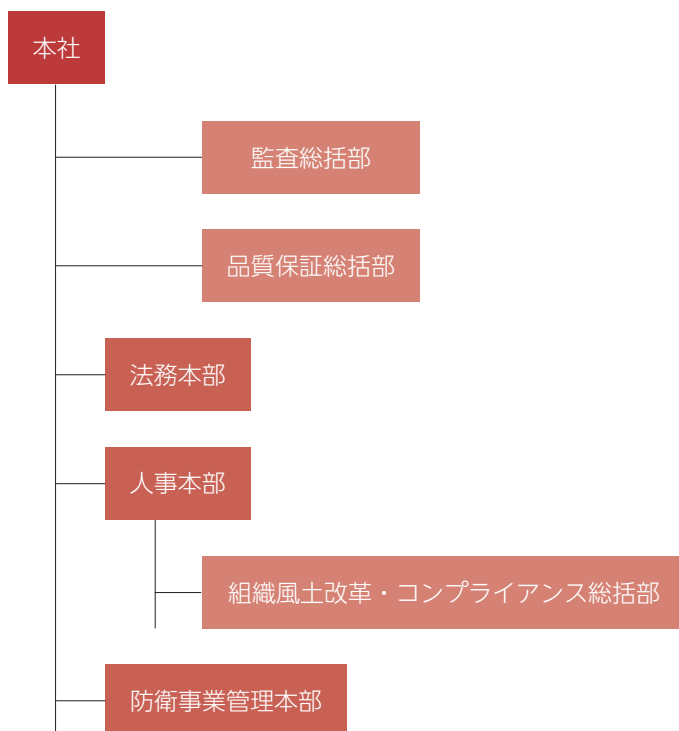 本社
監査総括部
品質保証総括部
法務本部
人事本部
組織風土改革・コンプライアンス総括部
防衛事業管理本部